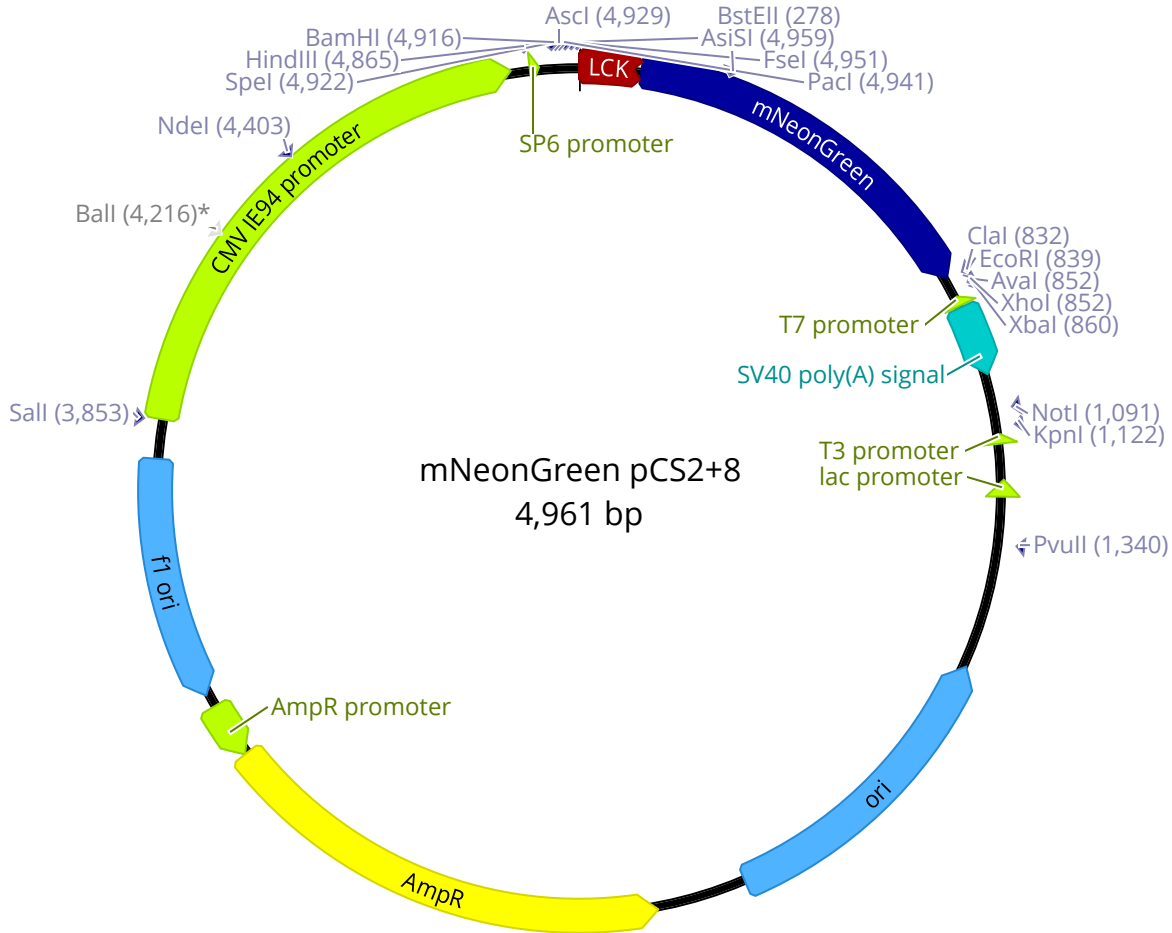 AscI (4,929)
BstEII (278)
BamHI (4,916)
AsiSI (4,959)
HindIII (4,865)
FseI (4,951)
SpeI (4,922)
PacI (4,941)
LCK
mNeonGreen
NdeI (4,403)
SP6 promoter
CMV IE94 promoter
BalI (4,216)*
ClaI (832)
EcoRI (839)
AvaI (852)
XhoI (852)
XbaI (860)
T7 promoter
SV40 poly(A) signal
SalI (3,853)
NotI (1,091)
KpnI (1,122)
T3 promoter
lac promoter
mNeonGreen pCS2+8
4,961 bp
PvuII (1,340)
f1 ori
AmpR promoter
ori
AmpR